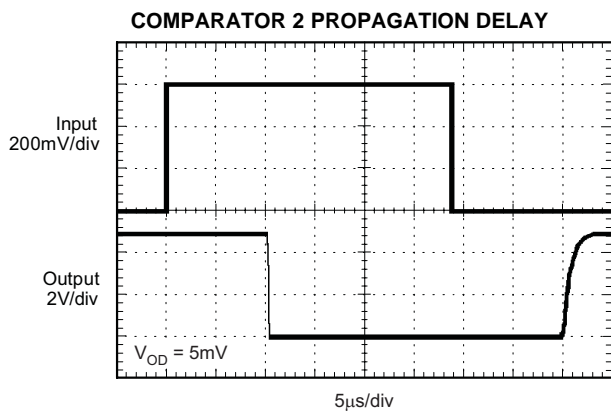 COMPARATOR 2 PROPAGATION DELAY
Input
200mV/div
Output
2V/div
V_OD = 5mV
5μs/div